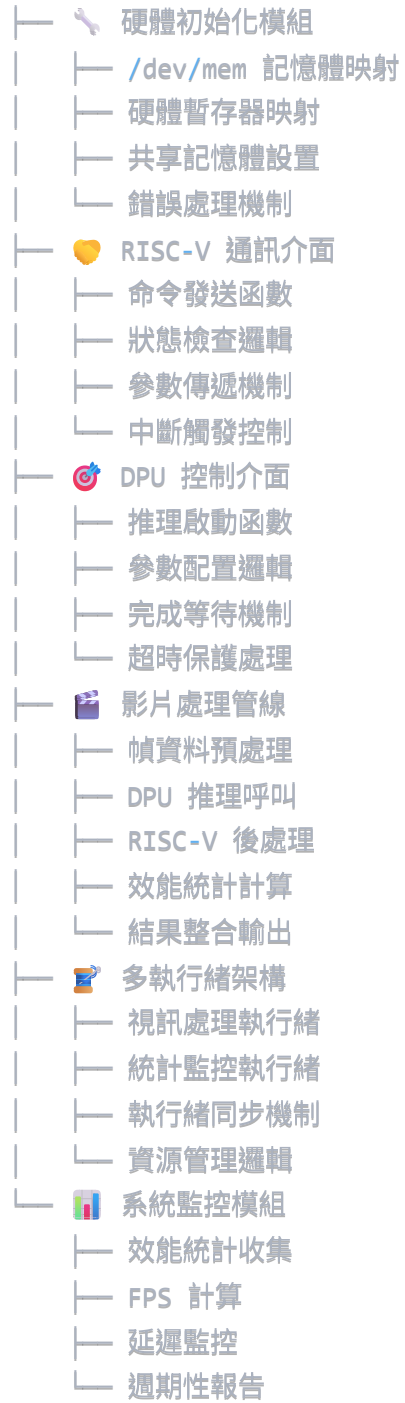 ├── 🔧 硬體初始化模組
│   ├── /dev/mem 記憶體映射
│   ├── 硬體暫存器映射
│   ├── 共享記憶體設置
│   └── 錯誤處理機制
├── 🤝 RISC-V 通訊介面
│   ├── 命令發送函數
│   ├── 狀態檢查邏輯
│   ├── 參數傳遞機制
│   └── 中斷觸發控制
├── 🎯 DPU 控制介面
│   ├── 推理啟動函數
│   ├── 參數配置邏輯
│   ├── 完成等待機制
│   └── 超時保護處理
├── 🎬 影片處理管線
│   ├── 幀資料預處理
│   ├── DPU 推理呼叫
│   ├── RISC-V 後處理
│   ├── 效能統計計算
│   └── 結果整合輸出
├── 🧵 多執行緒架構
│   ├── 視訊處理執行緒
│   ├── 統計監控執行緒
│   ├── 執行緒同步機制
│   └── 資源管理邏輯
└── 📊 系統監控模組
    ├── 效能統計收集
    ├── FPS 計算
    ├── 延遲監控
    └── 週期性報告